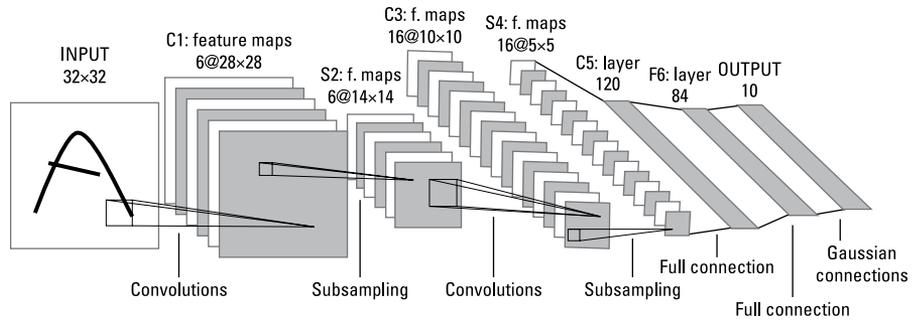 INPUT
32×32
C1: feature maps
6@28×28
S2: f. maps
6@14×14
C3: f. maps
16@10×10
S4: f. maps
16@5×5
C5: layer
120
F6: layer
84
OUTPUT
10
A
Convolutions
Subsampling
Convolutions
Subsampling
Full connection
Full connection
Gaussian
connections